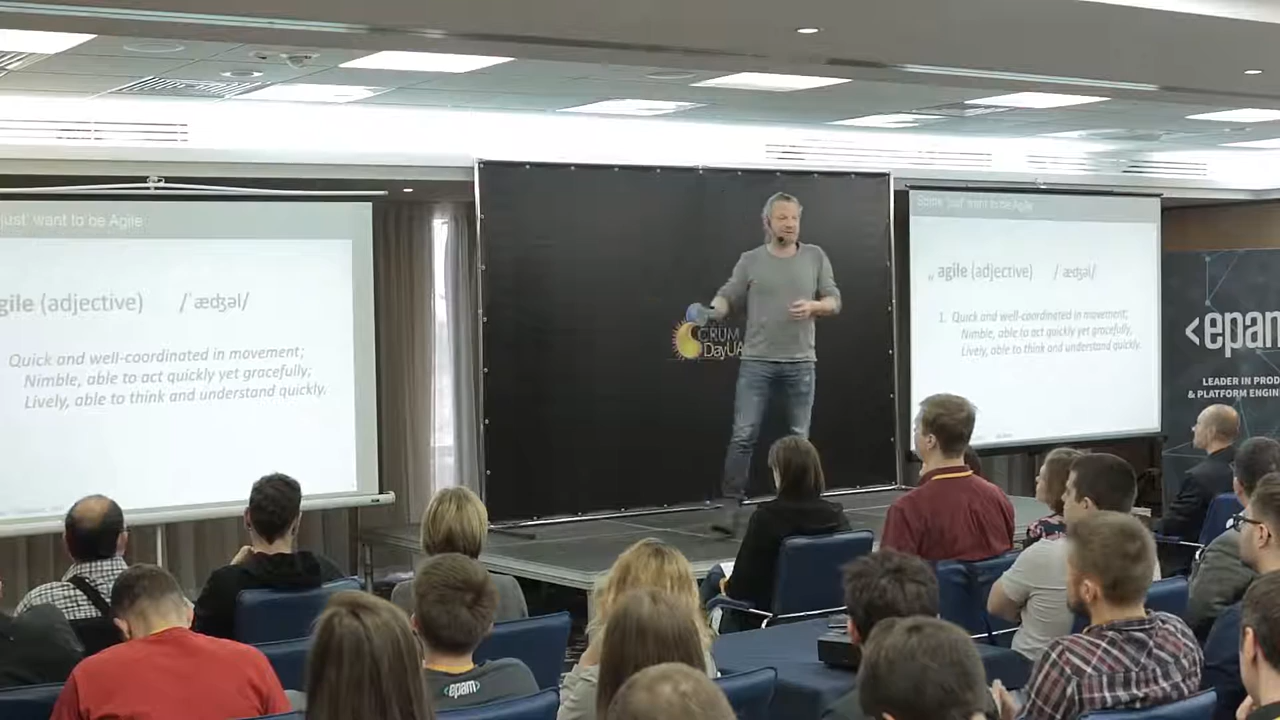 just' want to be Agile
gile (adjective) /ˈædʒəl/
Quick and well-coordinated in movement;
Nimble, able to act quickly yet gracefully;
Lively, able to think and understand quickly.
CRUM
DayUA
Some 'just' want to be Agile
„ agile (adjective) /ˈædʒəl/
1. Quick and well-coordinated in movement;
Nimble, able to act quickly yet gracefully,
Lively, able to think and understand quickly.
<epam
LEADER IN PROD
& PLATFORM ENGINE
<epam>